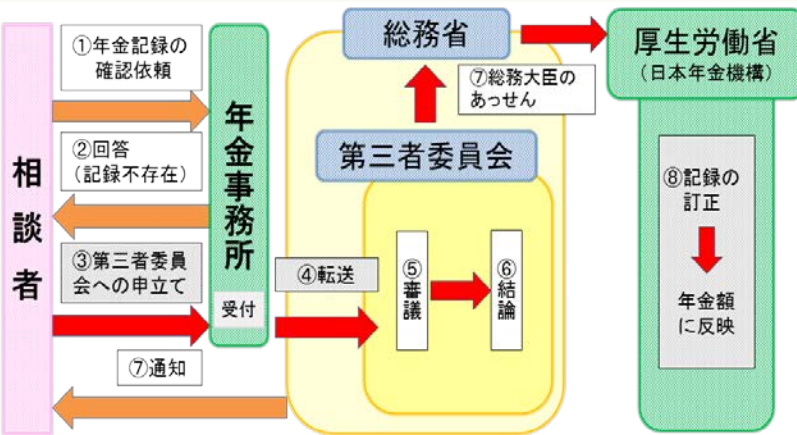 相談者
①年金記録の
確認依頼
②回答
(記録不存在)
③第三者委員
会への申立て
⑦通知
年金事務所
受付
④転送
総務省
⑦総務大臣の
あっせん
第三者委員会
⑤審議
⑥結論
厚生労働省
(日本年金機構)
⑧記録の
訂正
年金額
に反映